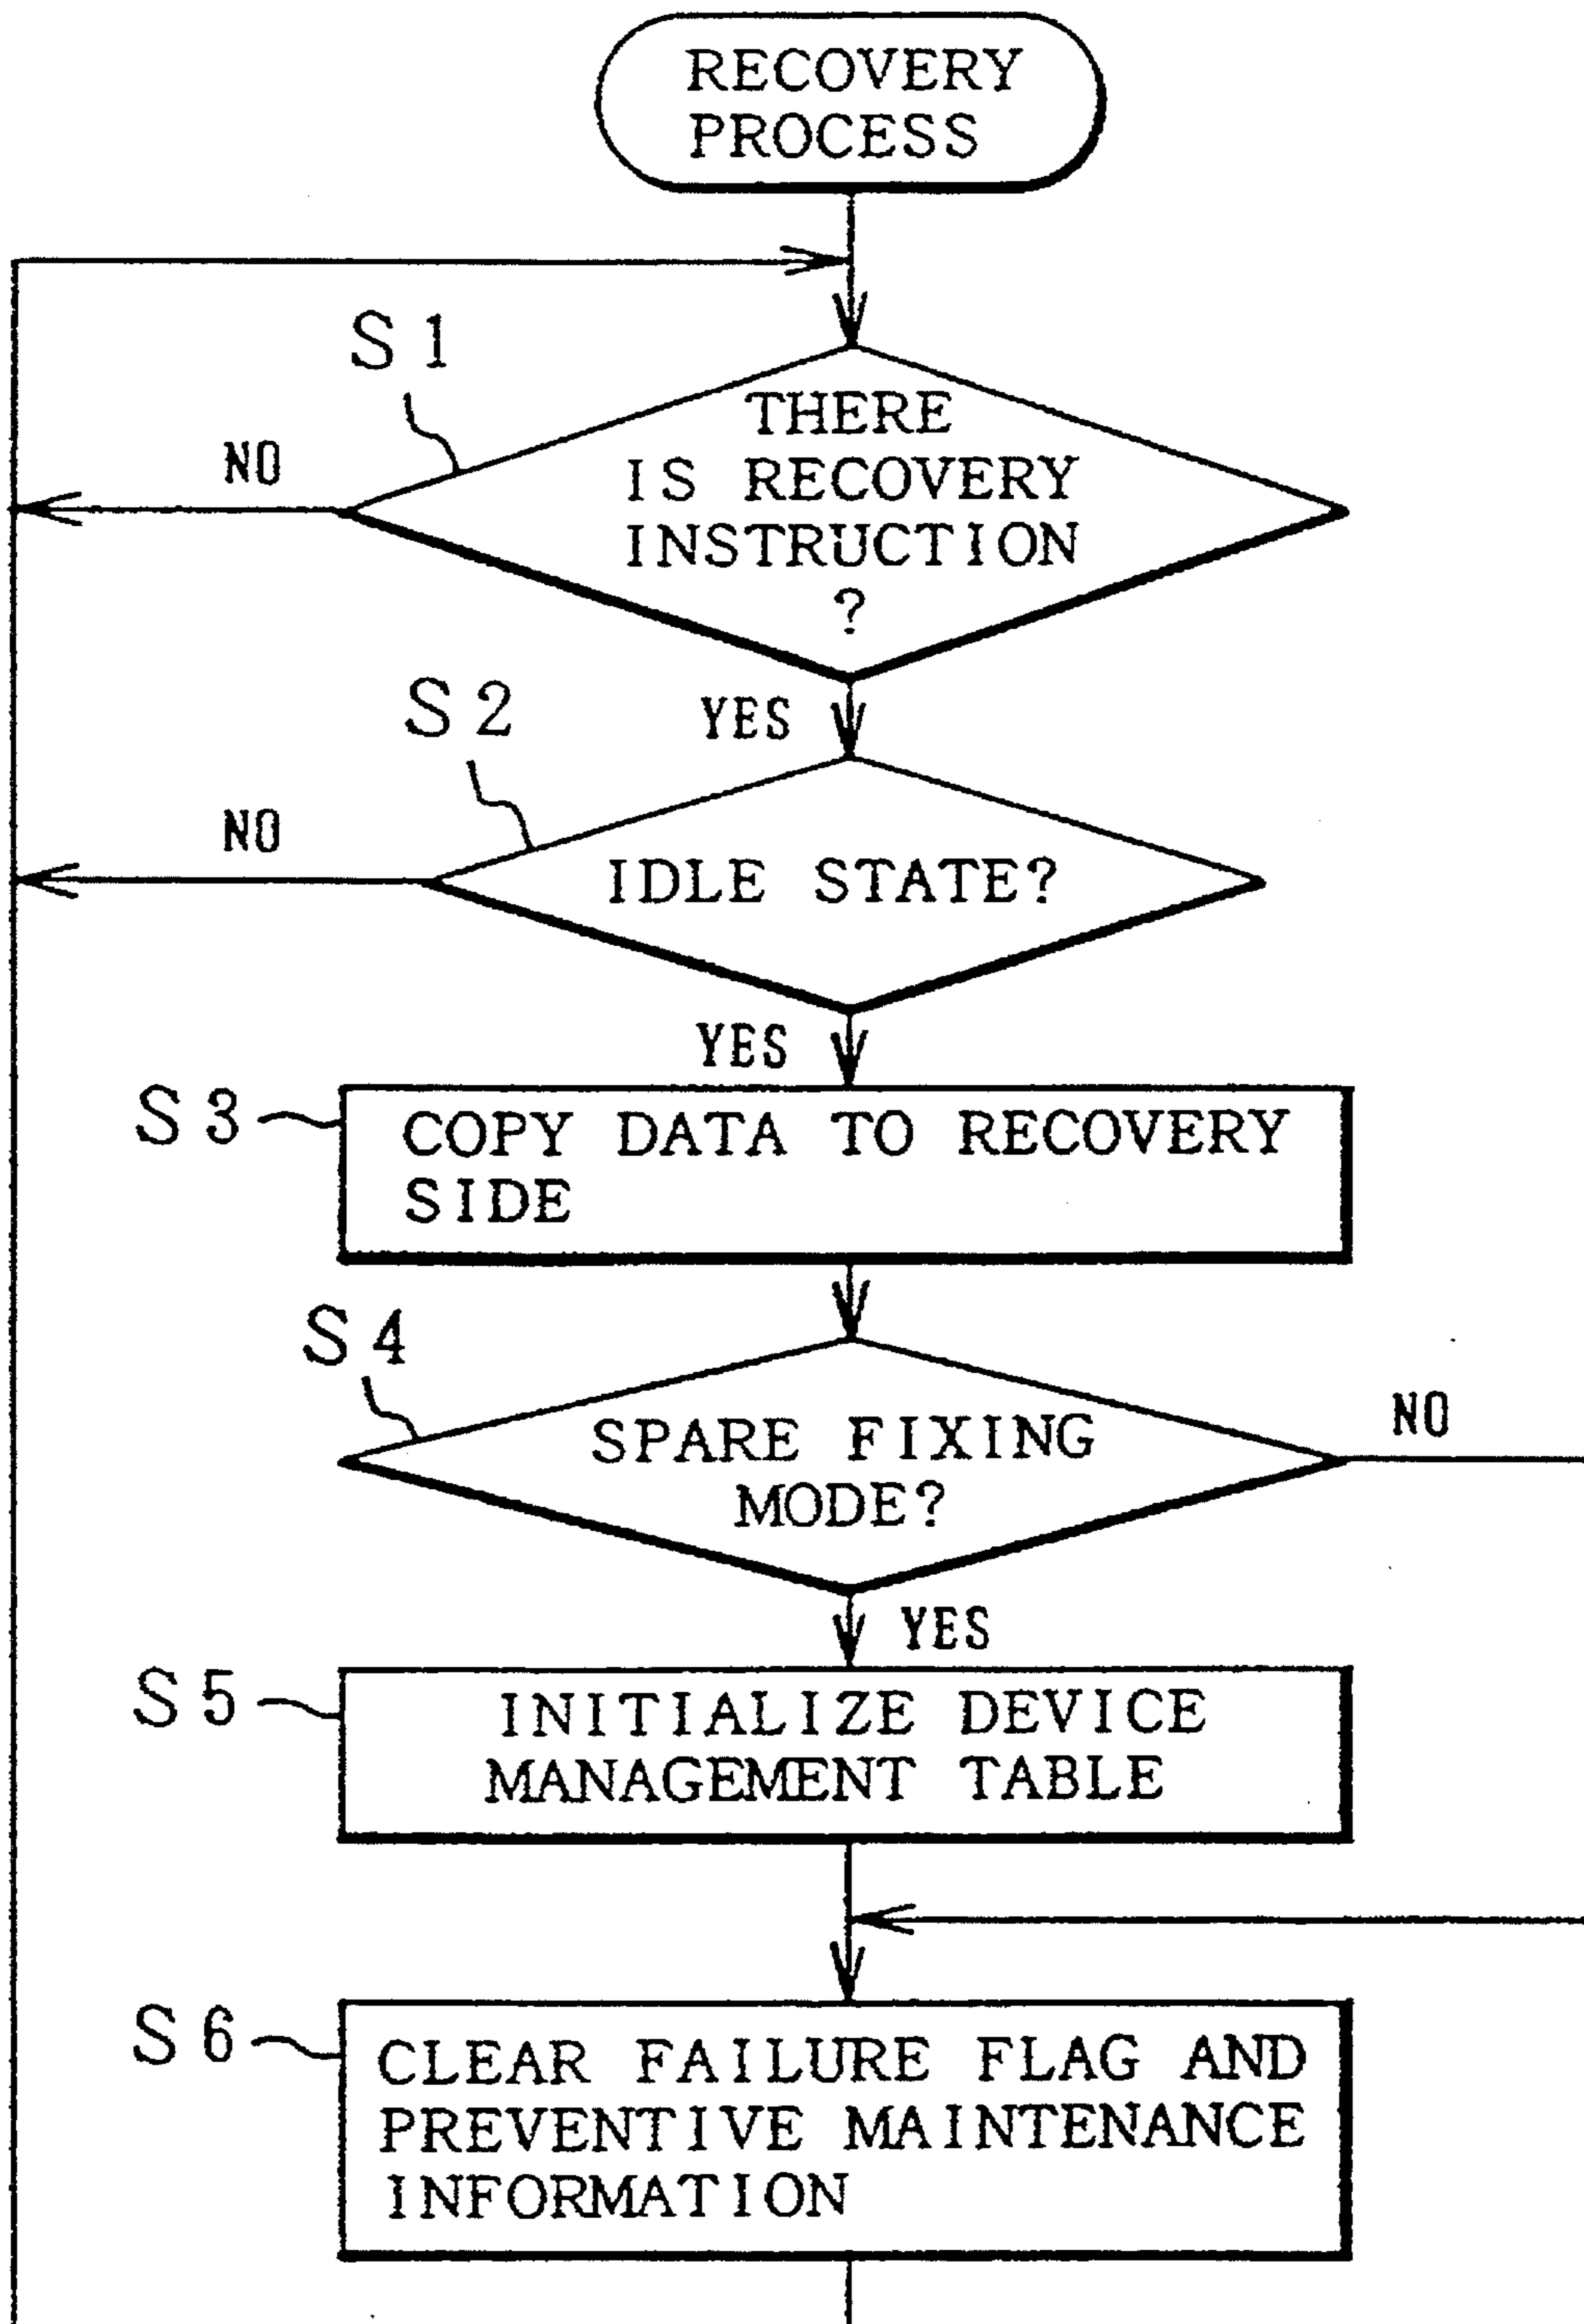 RECOVERY
PROCESS
S1
THERE
IS RECOVERY
INSTRUCTION
?
NO
YES
S2
IDLE STATE?
NO
YES
S3
COPY DATA TO RECOVERY
SIDE
S4
SPARE FIXING
MODE?
NO
YES
S5
INITIALIZE DEVICE
MANAGEMENT TABLE
S6
CLEAR FAILURE FLAG AND
PREVENTIVE MAINTENANCE
INFORMATION